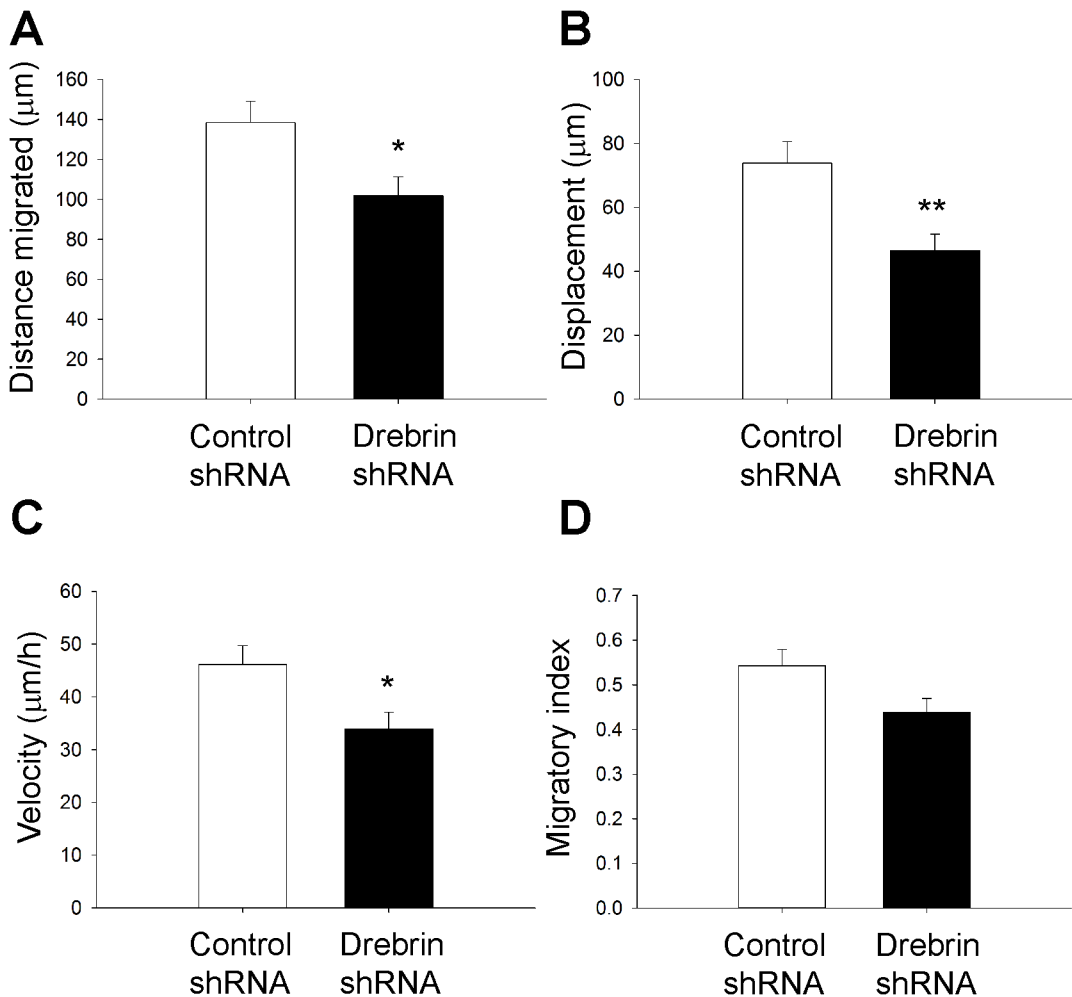 A
Distance migrated (μm)
160
140
120
100
80
60
40
20
0
*
Control
shRNA
Drebrin
shRNA
B
Displacement (μm)
100
80
60
40
20
0
**
Control
shRNA
Drebrin
shRNA
C
Velocity (μm/h)
60
50
40
30
20
10
0
*
Control
shRNA
Drebrin
shRNA
D
Migratory index
0.7
0.6
0.5
0.4
0.3
0.2
0.1
0.0
Control
shRNA
Drebrin
shRNA